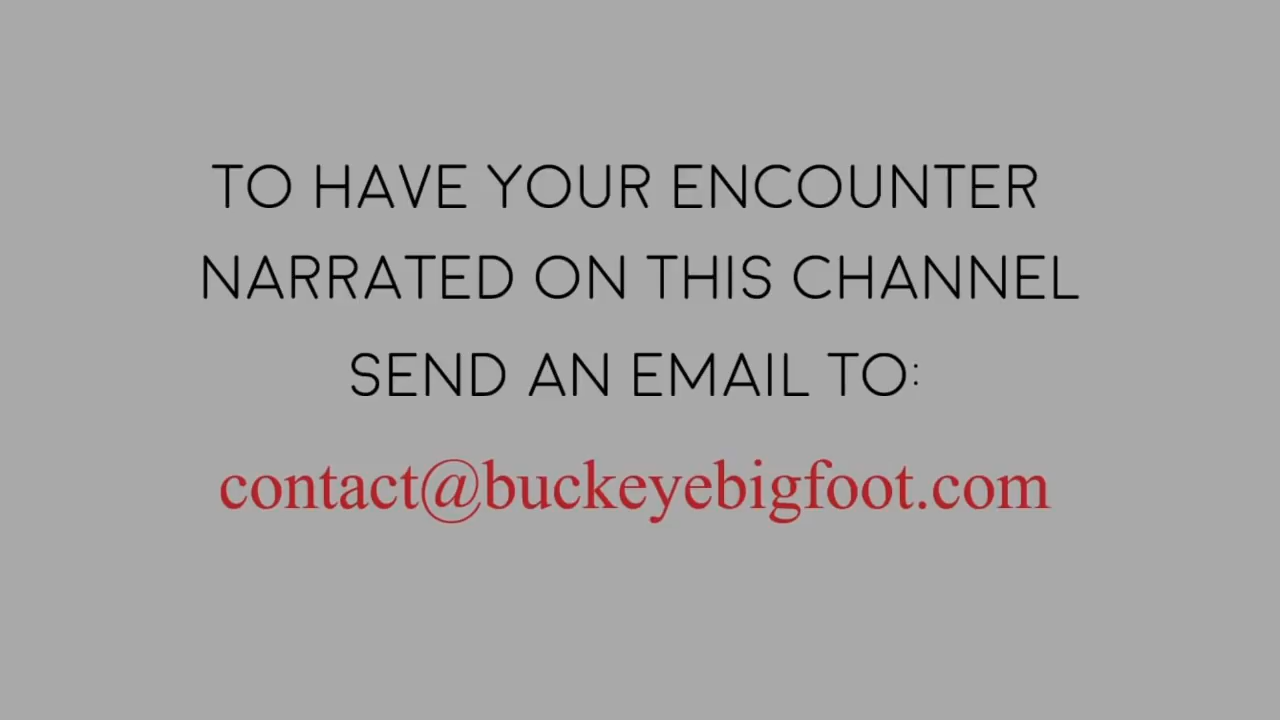 TO HAVE YOUR ENCOUNTER
NARRATED ON THIS CHANNEL
SEND AN EMAIL TO:
contact@buckeyebigfoot.com